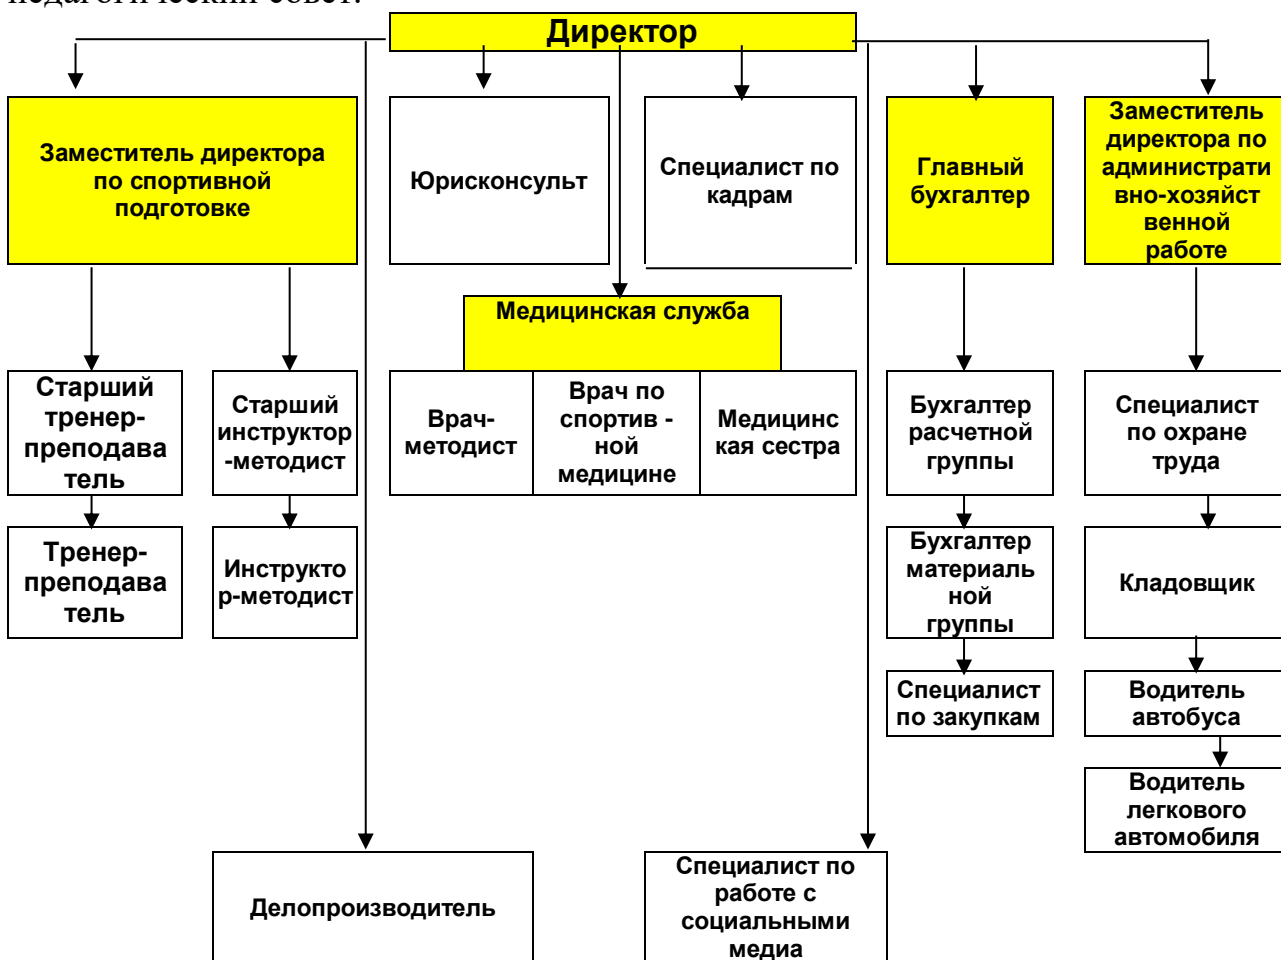 педагогический совет.
Директор
Заместитель директора
по спортивной
подготовке
Юрисконсульт
Специалист по
кадрам
Главный
бухгалтер
Заместитель
директора по
административ
вно-хозяйст
венной
работе
Медицинская служба
Старший
тренер-
преподава
тель
Старший
инструктор
-методист
Врач-
методист
Врач по
спортив -
ной
медицине
Медицинс
кая сестра
Бухгалтер
расчетной
группы
Специалист
по охране
труда
Тренер-
преподава
тель
Инструкто
р-методист
Бухгалтер
материаль
ной
группы
Кладовщик
Специалист
по закупкам
Водитель
автобуса
Водитель
легкового
автомобиля
Делопроизводитель
Специалист по
работе с
социальными
медиа